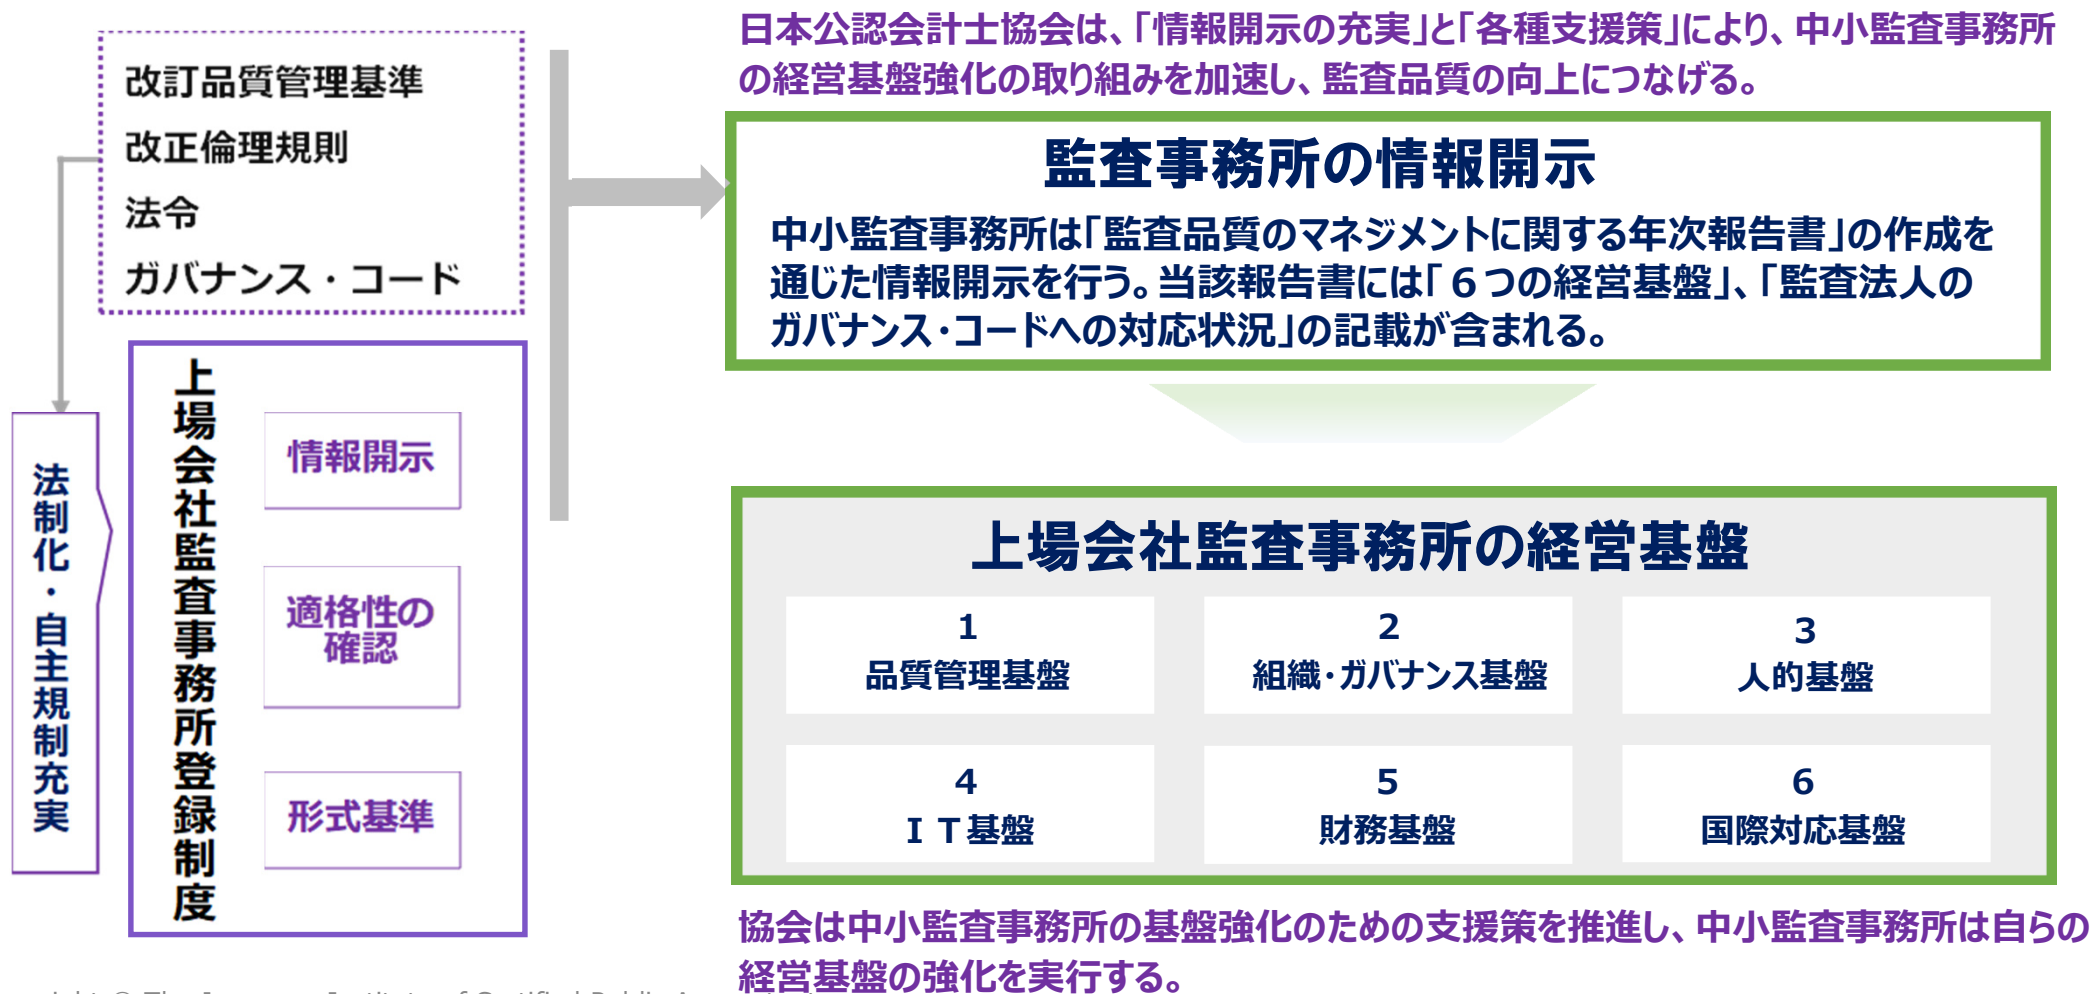 改訂品質管理基準
改正倫理規則
法令
ガバナンス・コード
法制化・自主規制充実
上場会社監査事務所登録制度
情報開示
適格性の
確認
形式基準
日本公認会計士協会は、「情報開示の充実」と「各種支援策」により、中小監査事務所
の経営基盤強化の取り組みを加速し、監査品質の向上につなげる。
監査事務所の情報開示
中小監査事務所は「監査品質のマネジメントに関する年次報告書」の作成を
通じた情報開示を行う。当該報告書には「６つの経営基盤」、「監査法人の
ガバナンス・コードへの対応状況」の記載が含まれる。
上場会社監査事務所の経営基盤
1
品質管理基盤
2
組織・ガバナンス基盤
3
人的基盤
4
ＩＴ基盤
5
財務基盤
6
国際対応基盤
協会は中小監査事務所の基盤強化のための支援策を推進し、中小監査事務所は自らの
経営基盤の強化を実行する。